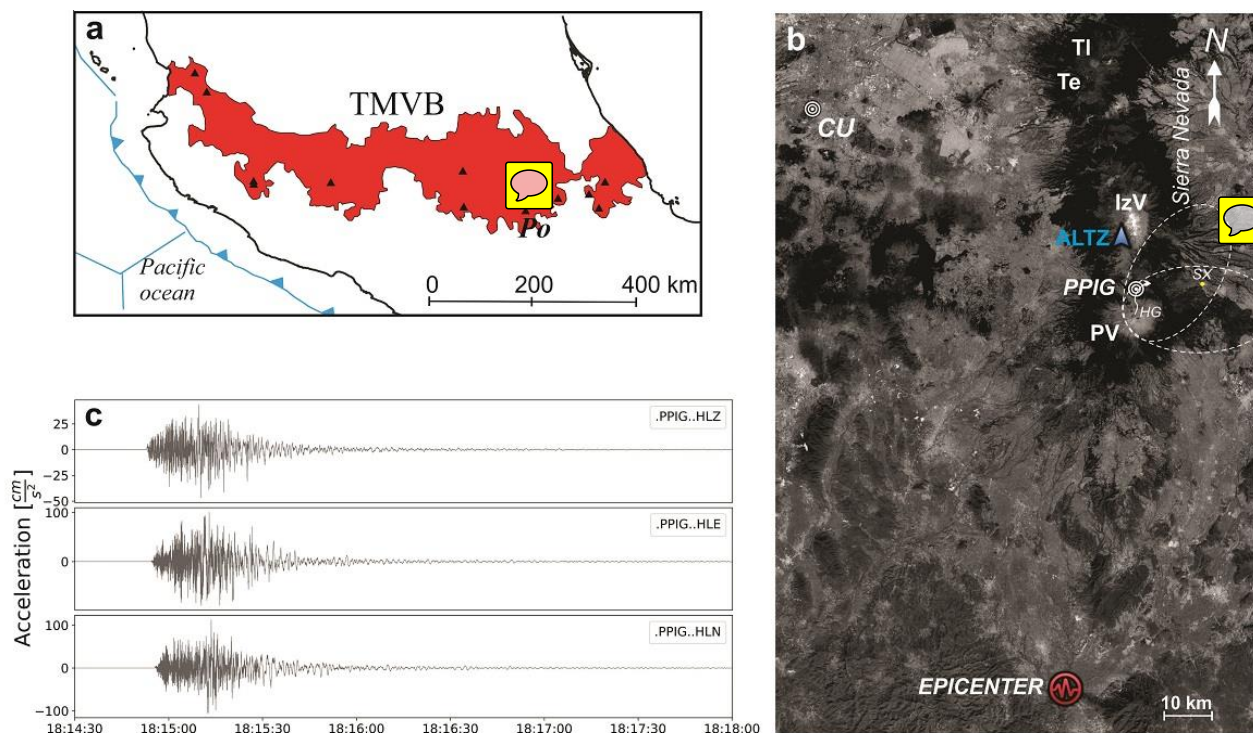 a
TMVB
Po
Pacific
ocean
0 200 400 km
b
Tl
Te
N
CU
Sierra Nevada
IzV
ALTZ
PPIG
SX
HG
PV
EPICENTER
10 km
c
Acceleration [cm/s²]
25
0
−25
−50
.PPIG..HLZ
100
0
.PPIG..HLE
100
0
−100
.PPIG..HLN
18:14:30 18:15:00 18:15:30 18:16:00 18:16:30 18:17:00 18:17:30 18:18:00